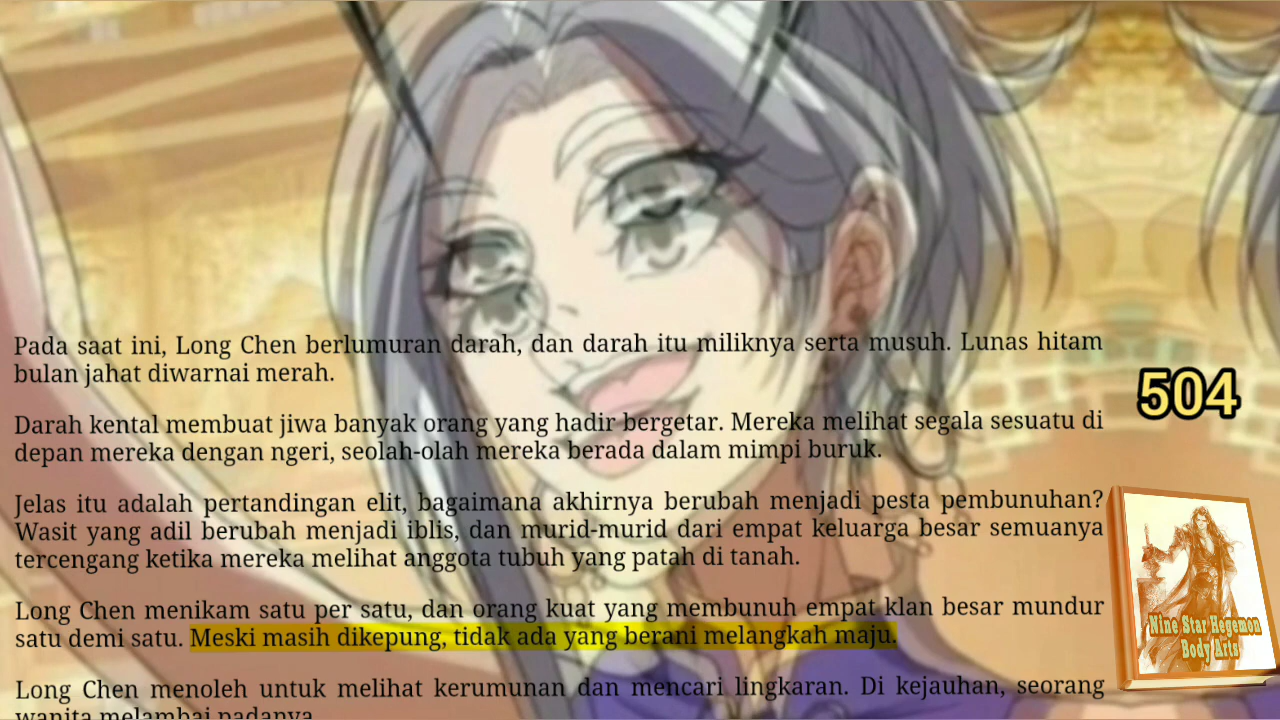 Pada saat ini, Long Chen berlumuran darah, dan darah itu miliknya serta musuh. Lunas hitam
bulan jahat diwarnai merah.
Darah kental membuat jiwa banyak orang yang hadir bergetar. Mereka melihat segala sesuatu di
depan mereka dengan ngeri, seolah-olah mereka berada dalam mimpi buruk.
Jelas itu adalah pertandingan elit, bagaimana akhirnya berubah menjadi pesta pembunuhan?
Wasit yang adil berubah menjadi iblis, dan murid-murid dari empat keluarga besar semuanya
tercengang ketika mereka melihat anggota tubuh yang patah di tanah.
Long Chen menikam satu per satu, dan orang kuat yang membunuh empat klan besar mundur
satu demi satu. Meski masih dikepung, tidak ada yang berani melangkah maju.
Long Chen menoleh untuk melihat kerumunan dan mencari lingkaran. Di kejauhan, seorang
wanita melambai padanya
504
Nine Star Hegemon
Body Arts